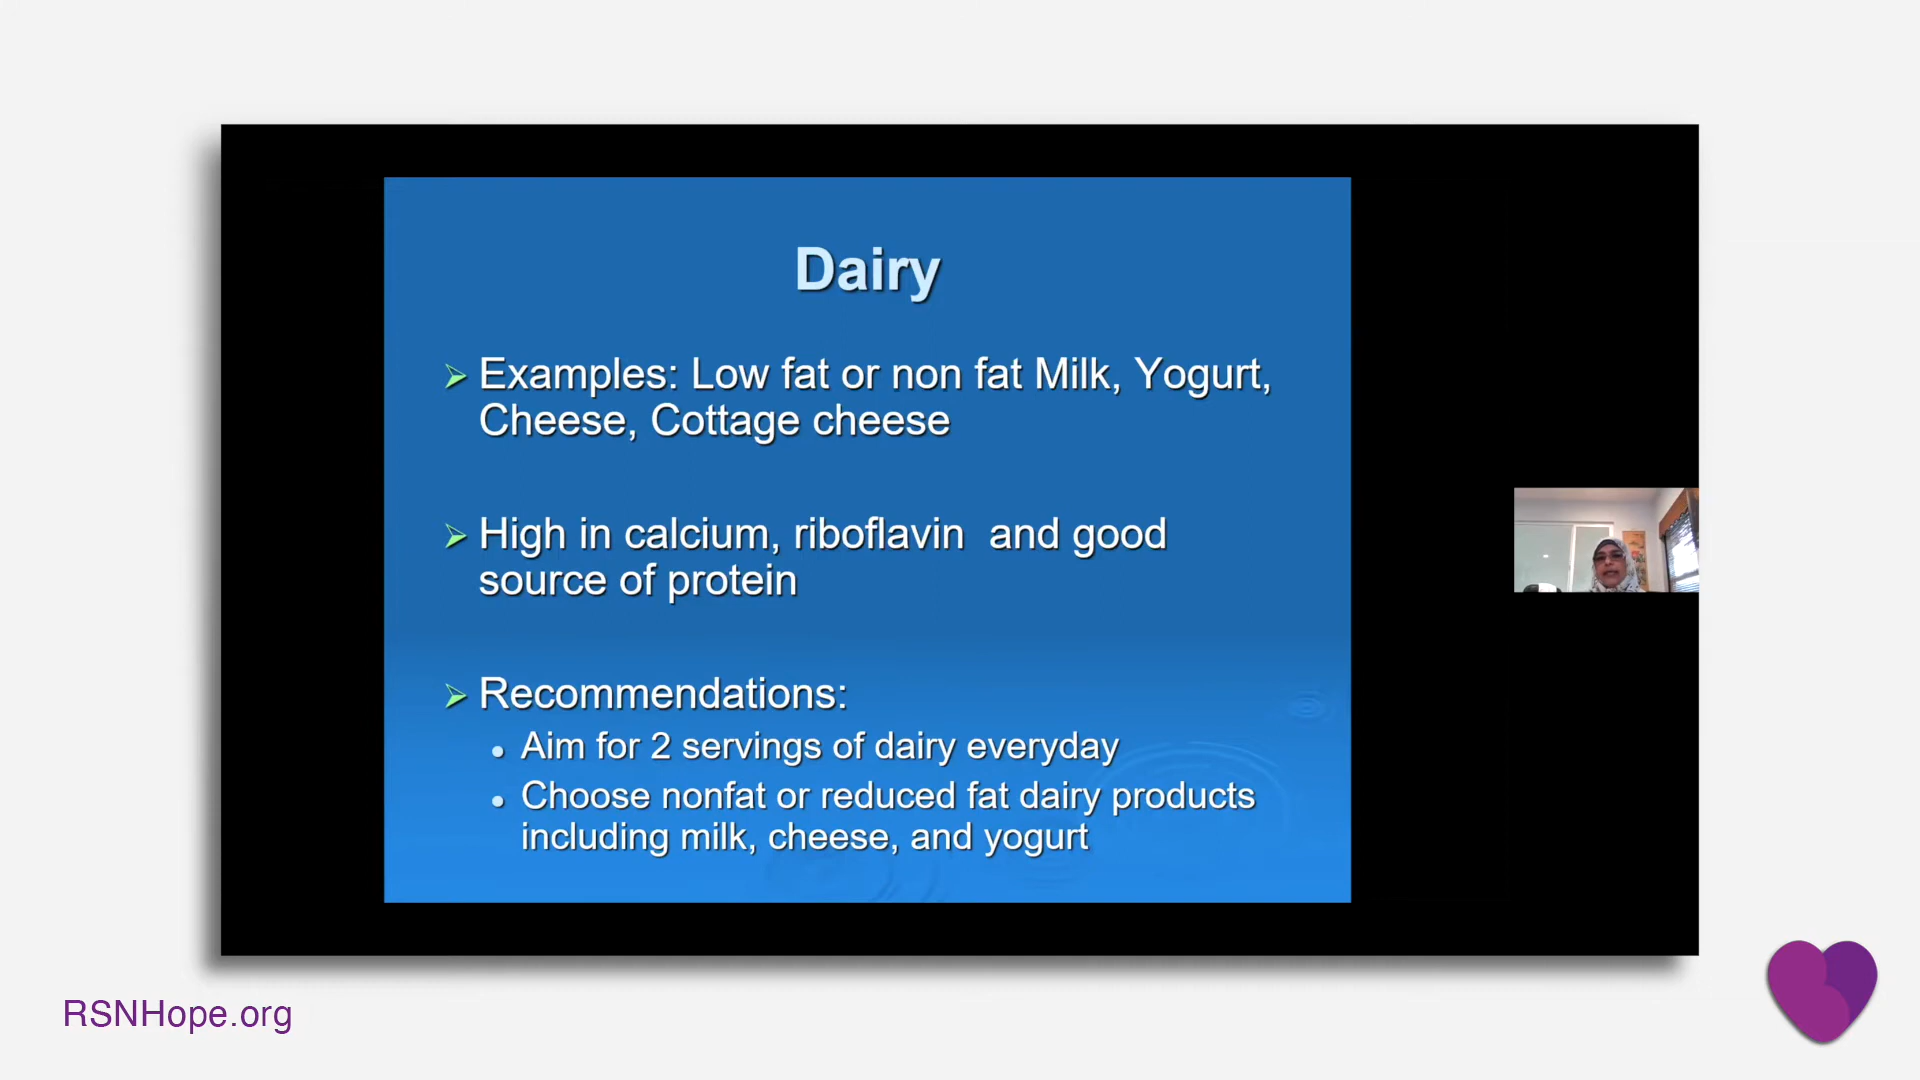 Dairy
Examples: Low fat or non fat Milk, Yogurt,
Cheese, Cottage cheese
High in calcium, riboflavin  and good
source of protein
Recommendations:
Aim for 2 servings of dairy everyday
Choose nonfat or reduced fat dairy products
including milk, cheese, and yogurt
RSNHope.org